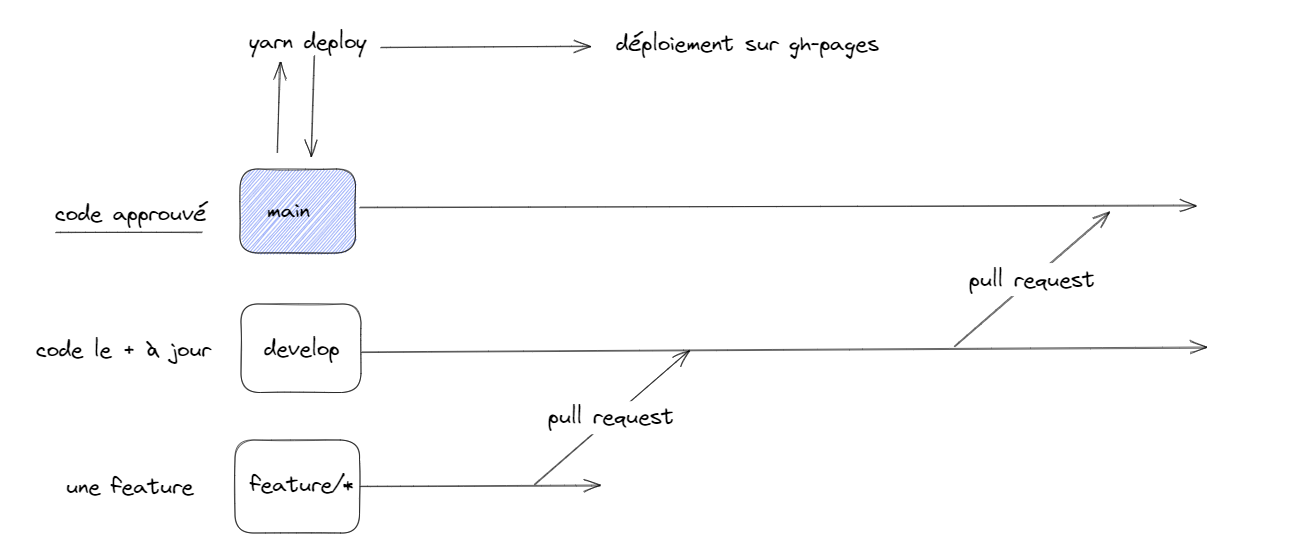 yarn deploy
déploiement sur gh-pages
code approuvé
main
pull request
code le + à jour
develop
pull request
une feature
feature/*